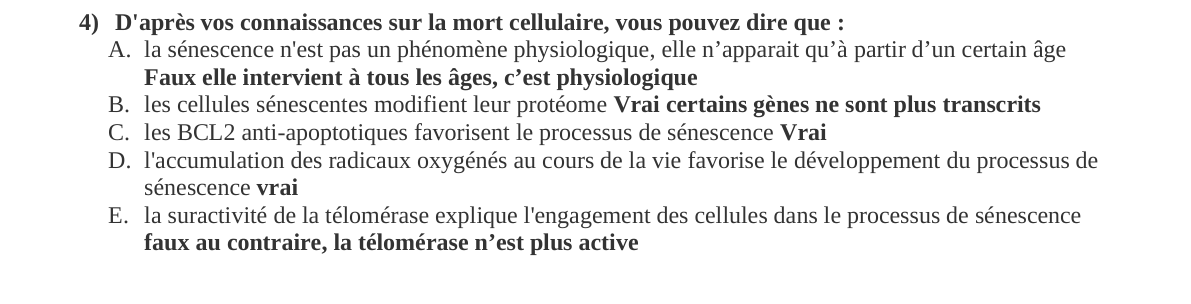 4) D'après vos connaissances sur la mort cellulaire, vous pouvez dire que :
A. la sénescence n'est pas un phénomène physiologique, elle n’apparait qu’à partir d’un certain âge
Faux elle intervient à tous les âges, c’est physiologique
B. les cellules sénescentes modifient leur protéome Vrai certains gènes ne sont plus transcrits
C. les BCL2 anti-apoptotiques favorisent le processus de sénescence Vrai
D. l'accumulation des radicaux oxygénés au cours de la vie favorise le développement du processus de
sénescence vrai
E. la suractivité de la télomérase explique l'engagement des cellules dans le processus de sénescence
faux au contraire, la télomérase n’est plus active